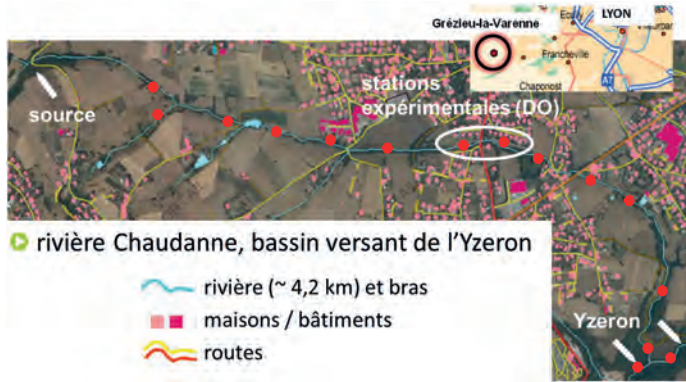 Grézieu-la-Varenne
LYON
Francheville
Chaponost
A7
stations
expérimentales (DO)
source
rivière Chaudanne, bassin versant de l'Yzeron
rivière (~ 4,2 km) et bras
maisons / bâtiments
routes
Yzeron